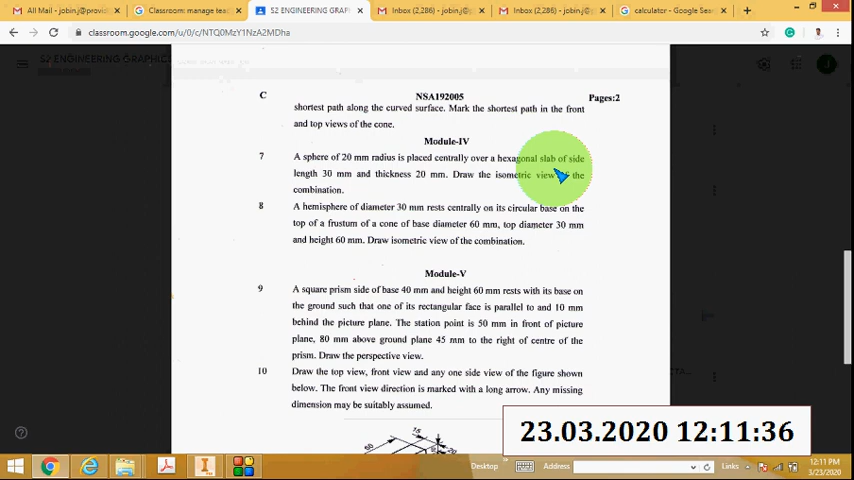 All Mail - jobin.j@provid
Classroom: manage teac
S2 ENGINEERING GRAPH
Inbox (2,286) - jobin.j@p
Inbox (2,286) - jobin.j@p
calculator - Google Sear
classroom.google.com/u/0/c/NTQ0MzY1NzA2MDha
S2 ENGINEERING GRAPHI
C NSA192005 Pages:2
shortest path along the curved surface. Mark the shortest path in the front
and top views of the cone.
Module-IV
7 A sphere of 20 mm radius is placed centrally over a hexagonal slab of side
length 30 mm and thickness 20 mm. Draw the isometric view of the
combination.
8 A hemisphere of diameter 30 mm rests centrally on its circular base on the
top of a frustum of a cone of base diameter 60 mm, top diameter 30 mm
and height 60 mm. Draw isometric view of the combination.
Module-V
9 A square prism side of base 40 mm and height 60 mm rests with its base on
the ground such that one of its rectangular face is parallel to and 10 mm
behind the picture plane. The station point is 50 mm in front of picture
plane, 80 mm above ground plane 45 mm to the right of centre of the
prism. Draw the perspective view.
10 Draw the top view, front view and any one side view of the figure shown
below. The front view direction is marked with a long arrow. Any missing
dimension may be suitably assumed.
15
50
20
23.03.2020 12:11:36
Desktop
Address
Links
12:11 PM
3/23/2020